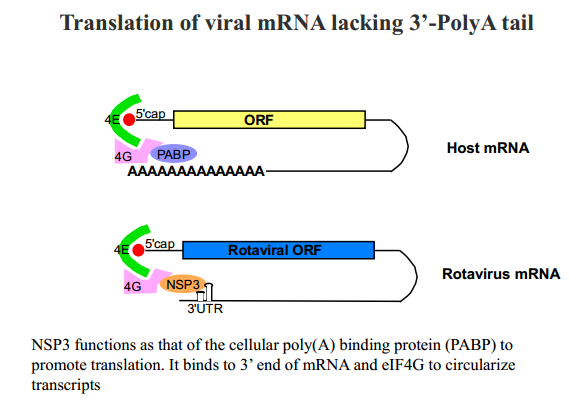 Translation of viral mRNA lacking 3’-PolyA tail
4E
5'cap
ORF
4G
PABP
AAAAAAAAAAAAAA
Host mRNA
4E
5'cap
Rotaviral ORF
4G
NSP3
3'UTR
Rotavirus mRNA
NSP3 functions as that of the cellular poly(A) binding protein (PABP) to
promote translation. It binds to 3’ end of mRNA and eIF4G to circularize
transcripts